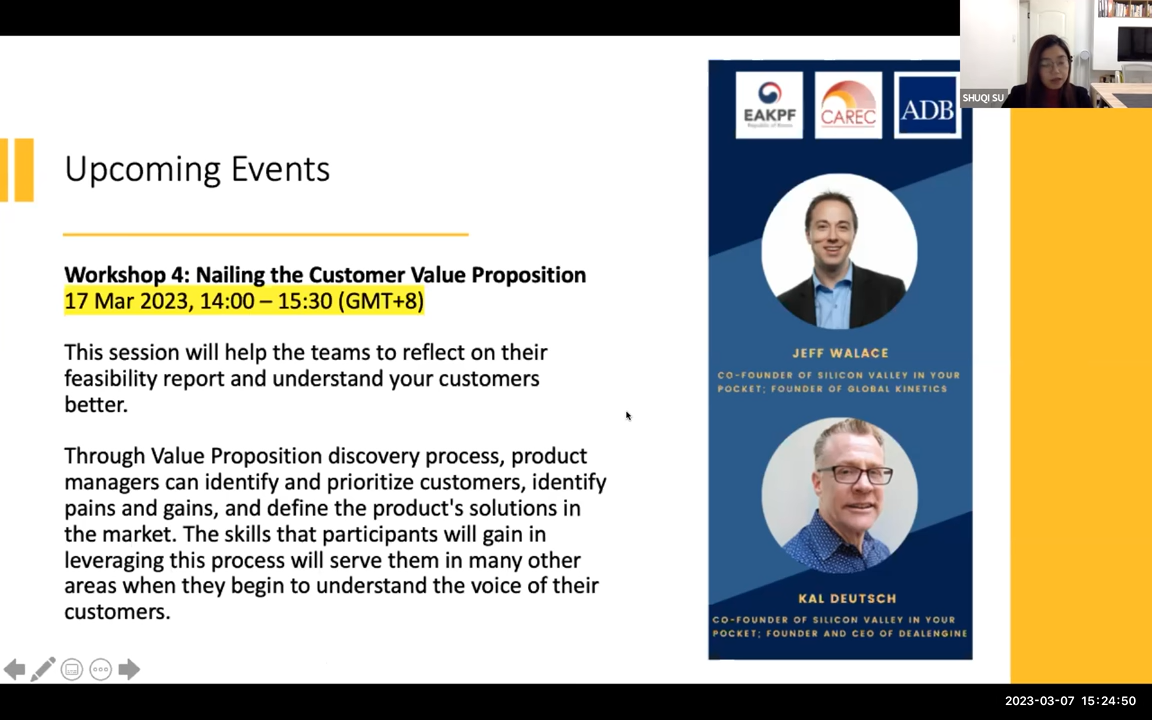 SHUQI SU
EAKPF
Republic of Korea
CAREC
ADB
Upcoming Events
Workshop 4: Nailing the Customer Value Proposition
17 Mar 2023, 14:00 – 15:30 (GMT+8)
This session will help the teams to reflect on their
feasibility report and understand your customers
better.
Through Value Proposition discovery process, product
managers can identify and prioritize customers, identify
pains and gains, and define the product's solutions in
the market. The skills that participants will gain in
leveraging this process will serve them in many other
areas when they begin to understand the voice of their
customers.
JEFF WALACE
CO-FOUNDER OF SILICON VALLEY IN YOUR
POCKET; FOUNDER OF GLOBAL KINETICS
KAL DEUTSCH
CO-FOUNDER OF SILICON VALLEY IN YOUR
POCKET; FOUNDER AND CEO OF DEALENGINE
2023-03-07 15:24:50